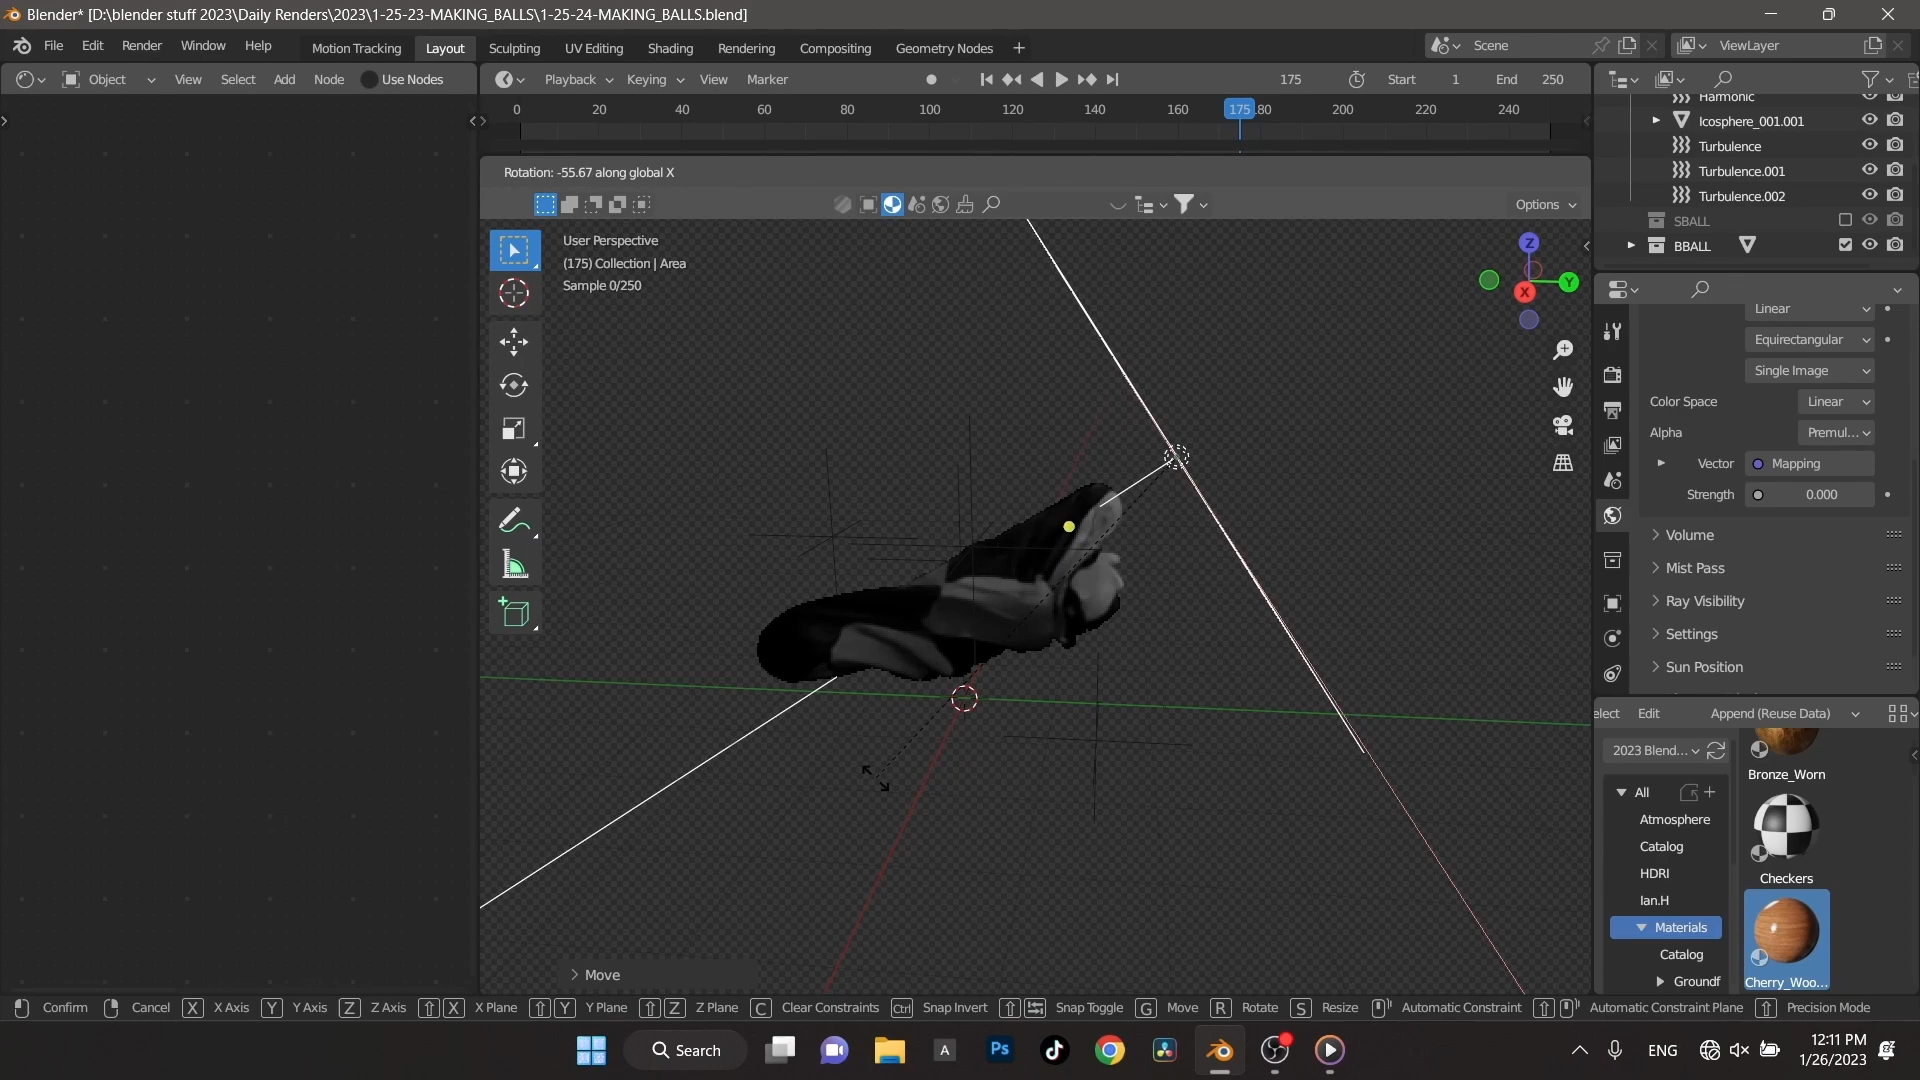 Blender* [D:\blender stuff 2023\Daily Renders\2023\1-25-23-MAKING_BALLS\1-25-24-MAKING_BALLS.blend]
File Edit Render Window Help Motion Tracking Layout Sculpting UV Editing Shading Rendering Compositing Geometry Nodes + Scene ViewLayer
Object View Select Add Node Use Nodes Playback Keying View Marker 175 Start 1 End 250
0 20 40 60 80 100 120 140 160 175 80 200 220 240
Harmonic
Icosphere_001.001
Turbulence
Turbulence.001
Turbulence.002
SBALL
BBALL
Rotation: -55.67 along global X
Options
User Perspective
(175) Collection | Area
Sample 0/250
Z
Y
X
Linear
Equirectangular
Single Image
Color Space Linear
Alpha Premul...
Vector Mapping
Strength 0.000
Volume
Mist Pass
Ray Visibility
Settings
Sun Position
elect Edit Append (Reuse Data)
2023 Blend...
Bronze_Worn
All
Atmosphere
Catalog
Checkers
HDRI
Ian.H
Materials
Catalog
Cherry_Woo...
Groundf
Move
Confirm Cancel X X Axis Y Y Axis Z Z Axis X X Plane Y Y Plane Z Z Plane C Clear Constraints Ctrl Snap Invert Snap Toggle G Move R Rotate S Resize Automatic Constraint Automatic Constraint Plane Precision Mode
Search A Ps ENG 12:11 PM
1/26/2023